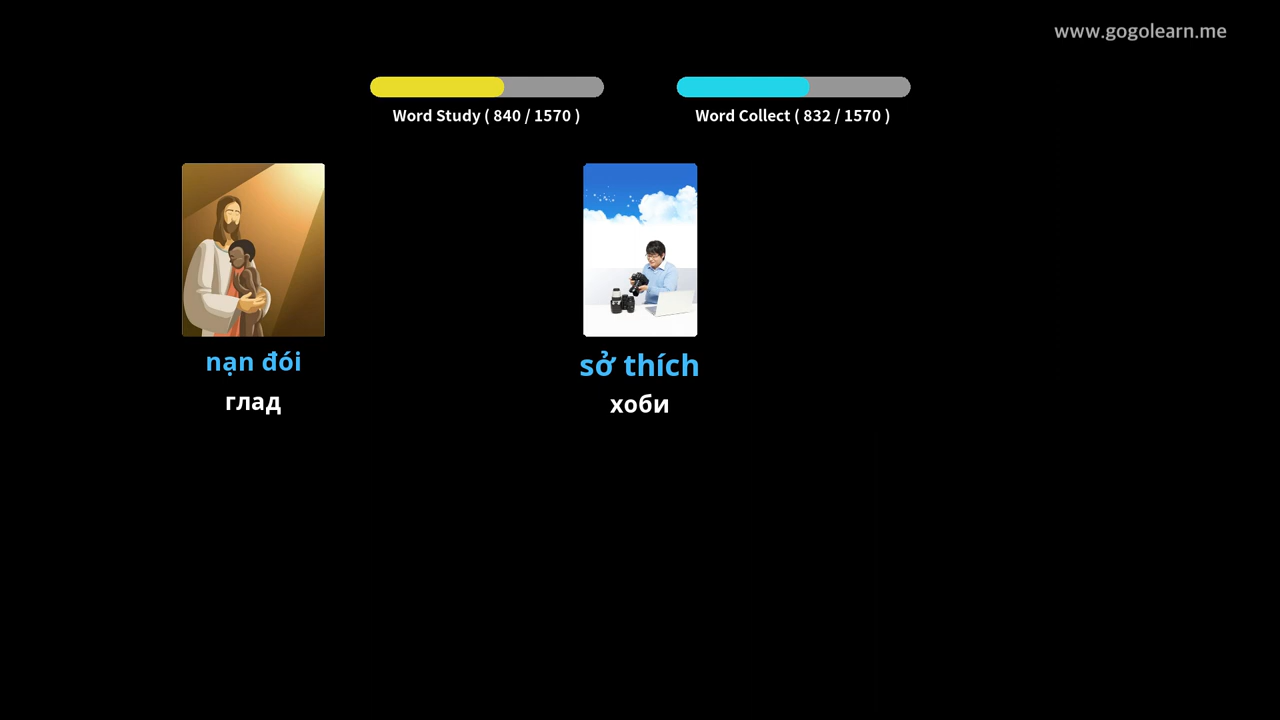 www.gogolearn.me
Word Study ( 840 / 1570 )
Word Collect ( 832 / 1570 )
nạn đói
глад
sở thích
хоби